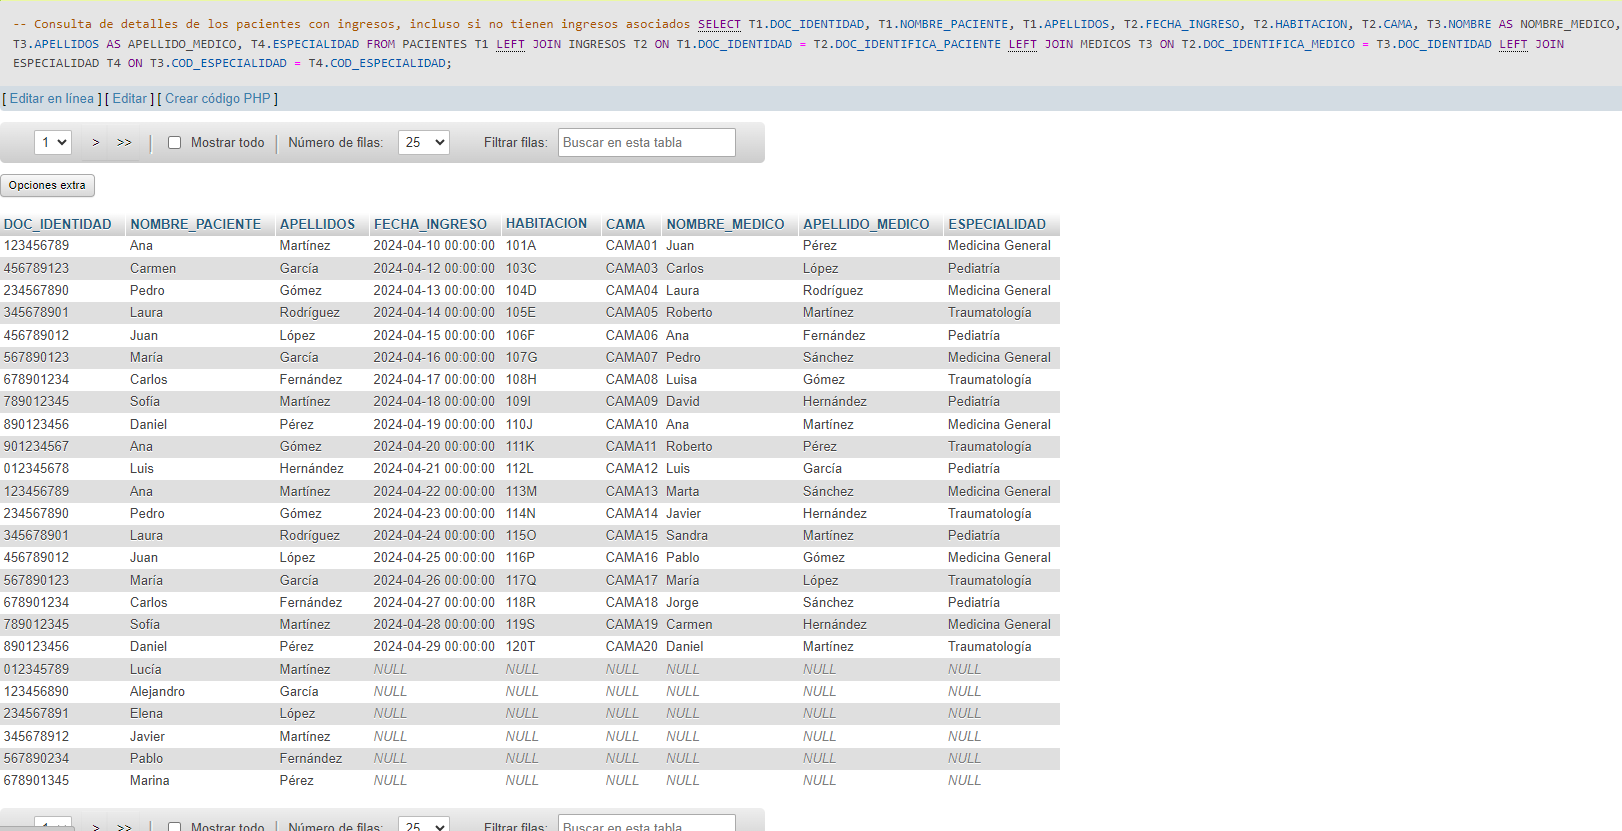 -- Consulta de detalles de los pacientes con ingresos, incluso si no tienen ingresos asociados SELECT T1.DOC_IDENTIDAD, T1.NOMBRE_PACIENTE, T1.APELLIDOS, T2.FECHA_INGRESO, T2.HABITACION, T2.CAMA, T3.NOMBRE AS NOMBRE_MEDICO,
T3.APELLIDOS AS APELLIDO_MEDICO, T4.ESPECIALIDAD FROM PACIENTES T1 LEFT JOIN INGRESOS T2 ON T1.DOC_IDENTIDAD = T2.DOC_IDENTIFICA_PACIENTE LEFT JOIN MEDICOS T3 ON T2.DOC_IDENTIFICA_MEDICO = T3.DOC_IDENTIDAD LEFT JOIN
ESPECIALIDAD T4 ON T3.COD_ESPECIALIDAD = T4.COD_ESPECIALIDAD;
[ Editar en línea ] [ Editar ] [ Crear código PHP ]
1 > >> | Mostrar todo | Número de filas: 25 Filtrar filas: Buscar en esta tabla
Opciones extra
DOC_IDENTIDAD NOMBRE_PACIENTE APELLIDOS FECHA_INGRESO HABITACION CAMA NOMBRE_MEDICO APELLIDO_MEDICO ESPECIALIDAD
123456789 Ana Martínez 2024-04-10 00:00:00 101A CAMA01 Juan Pérez Medicina General
456789123 Carmen García 2024-04-12 00:00:00 103C CAMA03 Carlos López Pediatría
234567890 Pedro Gómez 2024-04-13 00:00:00 104D CAMA04 Laura Rodríguez Medicina General
345678901 Laura Rodríguez 2024-04-14 00:00:00 105E CAMA05 Roberto Martínez Traumatología
456789012 Juan López 2024-04-15 00:00:00 106F CAMA06 Ana Fernández Pediatría
567890123 María García 2024-04-16 00:00:00 107G CAMA07 Pedro Sánchez Medicina General
678901234 Carlos Fernández 2024-04-17 00:00:00 108H CAMA08 Luisa Gómez Traumatología
789012345 Sofía Martínez 2024-04-18 00:00:00 109I CAMA09 David Hernández Pediatría
890123456 Daniel Pérez 2024-04-19 00:00:00 110J CAMA10 Ana Martínez Medicina General
901234567 Ana Gómez 2024-04-20 00:00:00 111K CAMA11 Roberto Pérez Traumatología
012345678 Luis Hernández 2024-04-21 00:00:00 112L CAMA12 Luis García Pediatría
123456789 Ana Martínez 2024-04-22 00:00:00 113M CAMA13 Marta Sánchez Medicina General
234567890 Pedro Gómez 2024-04-23 00:00:00 114N CAMA14 Javier Hernández Traumatología
345678901 Laura Rodríguez 2024-04-24 00:00:00 115O CAMA15 Sandra Martínez Pediatría
456789012 Juan López 2024-04-25 00:00:00 116P CAMA16 Pablo Gómez Medicina General
567890123 María García 2024-04-26 00:00:00 117Q CAMA17 María López Traumatología
678901234 Carlos Fernández 2024-04-27 00:00:00 118R CAMA18 Jorge Sánchez Pediatría
789012345 Sofía Martínez 2024-04-28 00:00:00 119S CAMA19 Carmen Hernández Medicina General
890123456 Daniel Pérez 2024-04-29 00:00:00 120T CAMA20 Daniel Martínez Traumatología
012345789 Lucía Martínez NULL NULL NULL NULL NULL NULL
123456890 Alejandro García NULL NULL NULL NULL NULL NULL
234567891 Elena López NULL NULL NULL NULL NULL NULL
345678912 Javier Martínez NULL NULL NULL NULL NULL NULL
567890234 Pablo Fernández NULL NULL NULL NULL NULL NULL
678901345 Marina Pérez NULL NULL NULL NULL NULL NULL
1 > >> | Mostrar todo | Número de filas: 25 Filtrar filas: Buscar en esta tabla